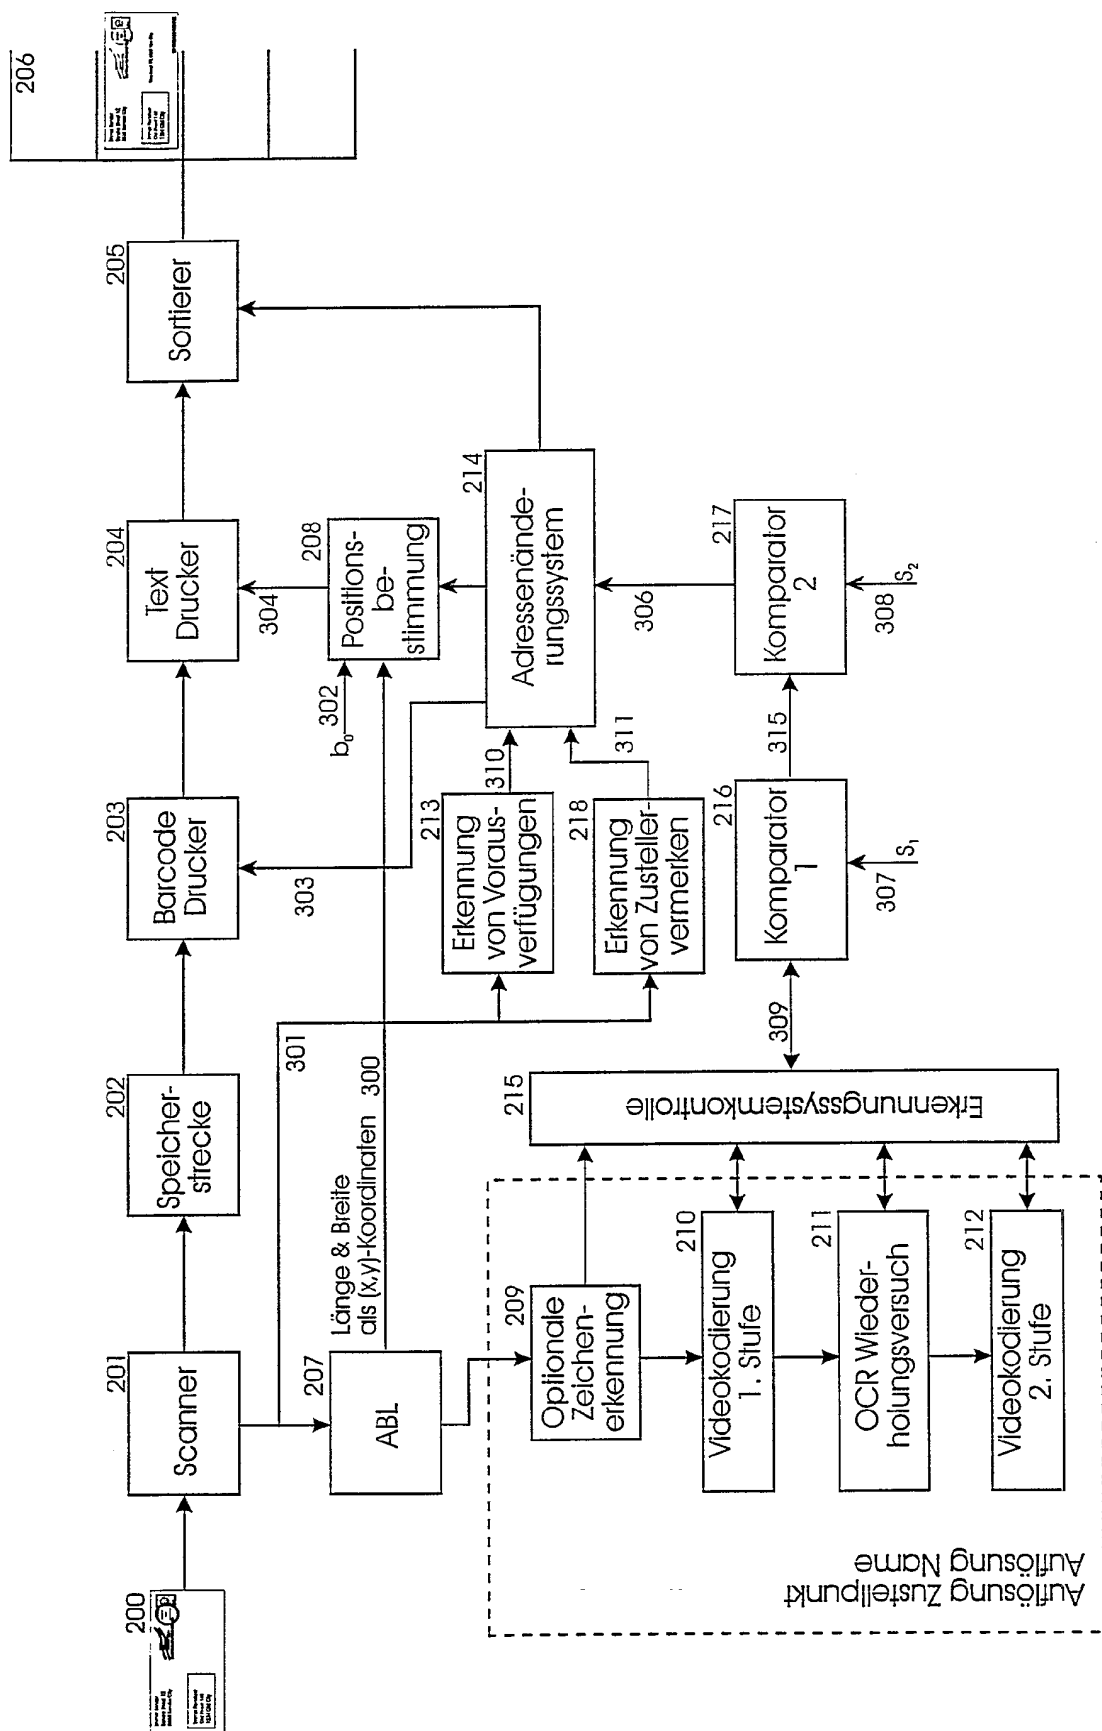 200
Scanner
201
Speicher-
strecke
202
Barcode
Drucker
203
Text
Drucker
204
Sortierer
205
206
303
304
301
Länge & Breite
als (x,y)-Koordinaten 300
b₀ 302
Positions-
be-
stimmung
208
ABL
207
Erkennung
von Voraus-
verfügungen
213
310
Erkennung
von Zusteller-
vermerken
218
311
Adressenände-
rungssystem
214
306
Optionale
Zeichen-
erkennung
209
Videokodierung
1. Stufe
210
OCR Wieder-
holungsversuch
211
Videokodierung
2. Stufe
212
Erkennungssystemkontrolle
215
309
Komparator
1
216
307
S₁
315
Komparator
2
217
308
S₂
Auflösung Zustellpunkt
Auflösung Name